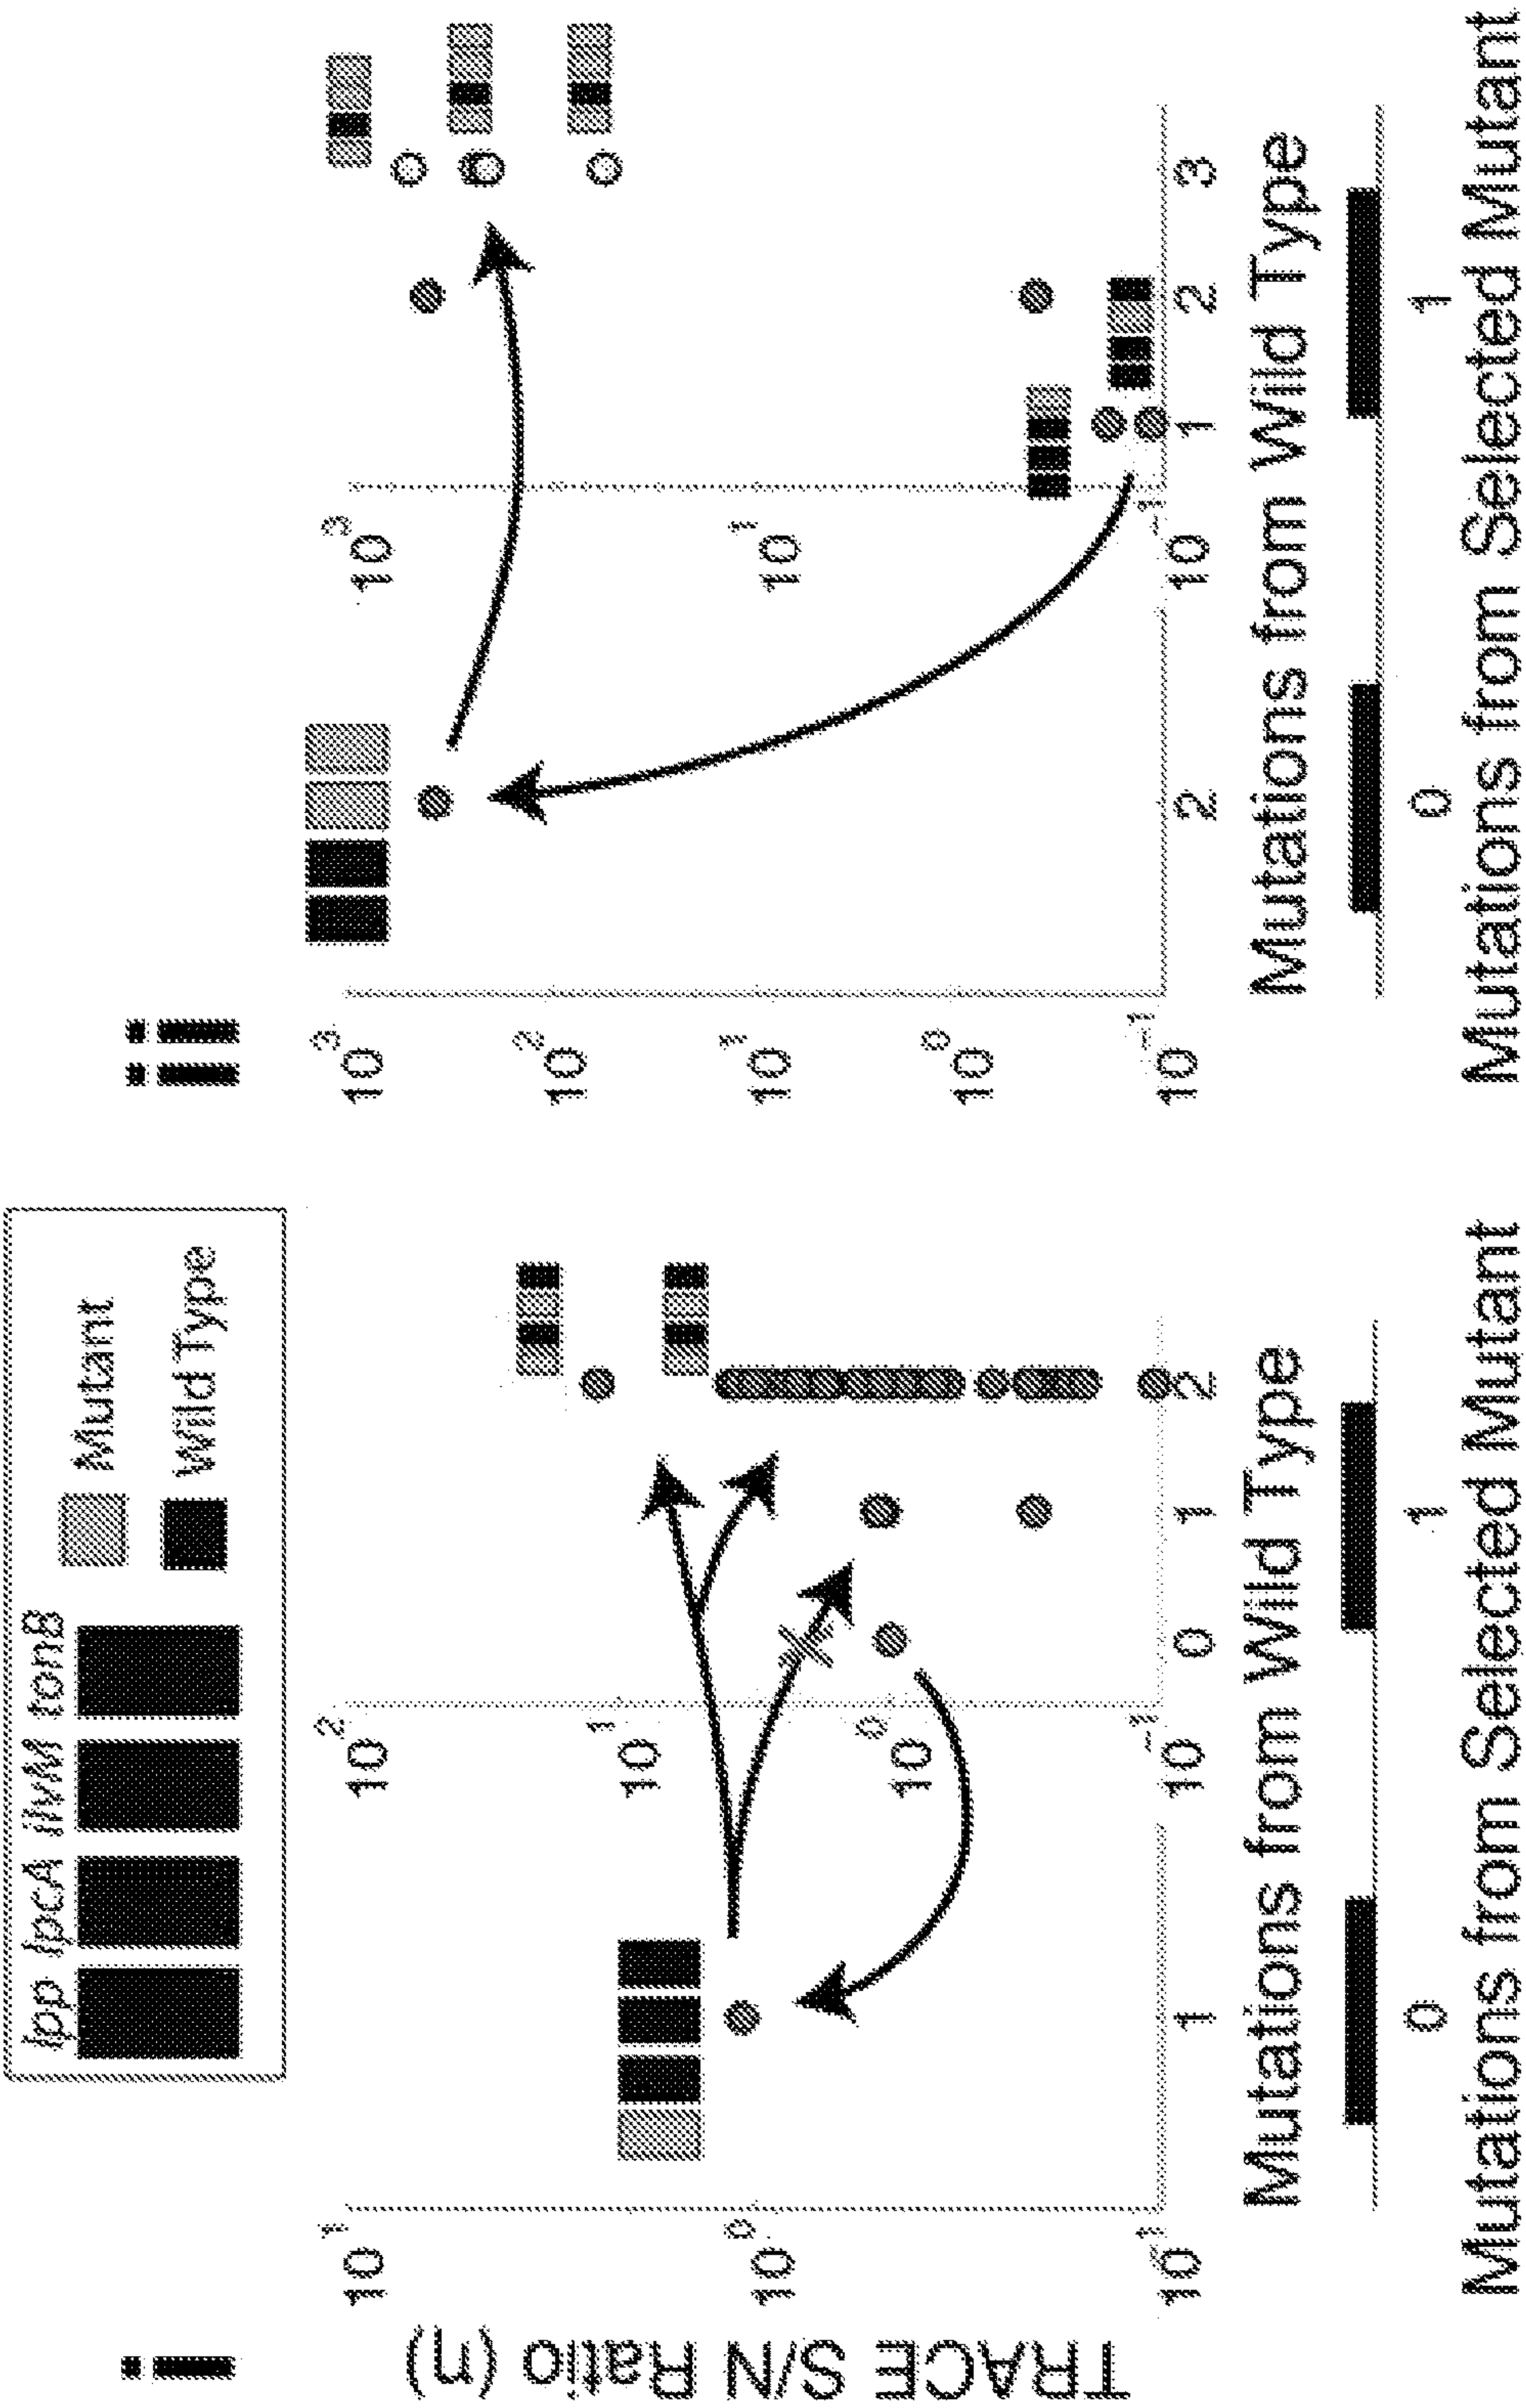 lpp lpcA ilvM tonB
Mutant
Wild Type
i
TRACE S/N Ratio (η)
10^1
10^0
10^-1
1
10^2
10^1
10^0
10^-1
0 1 2
Mutations from Wild Type
0 1
Mutations from Selected Mutant
ii
10^3
10^2
10^1
10^0
10^-1
2
10^3
10^1
10^-1
1 2 3
Mutations from Wild Type
0 1
Mutations from Selected Mutant